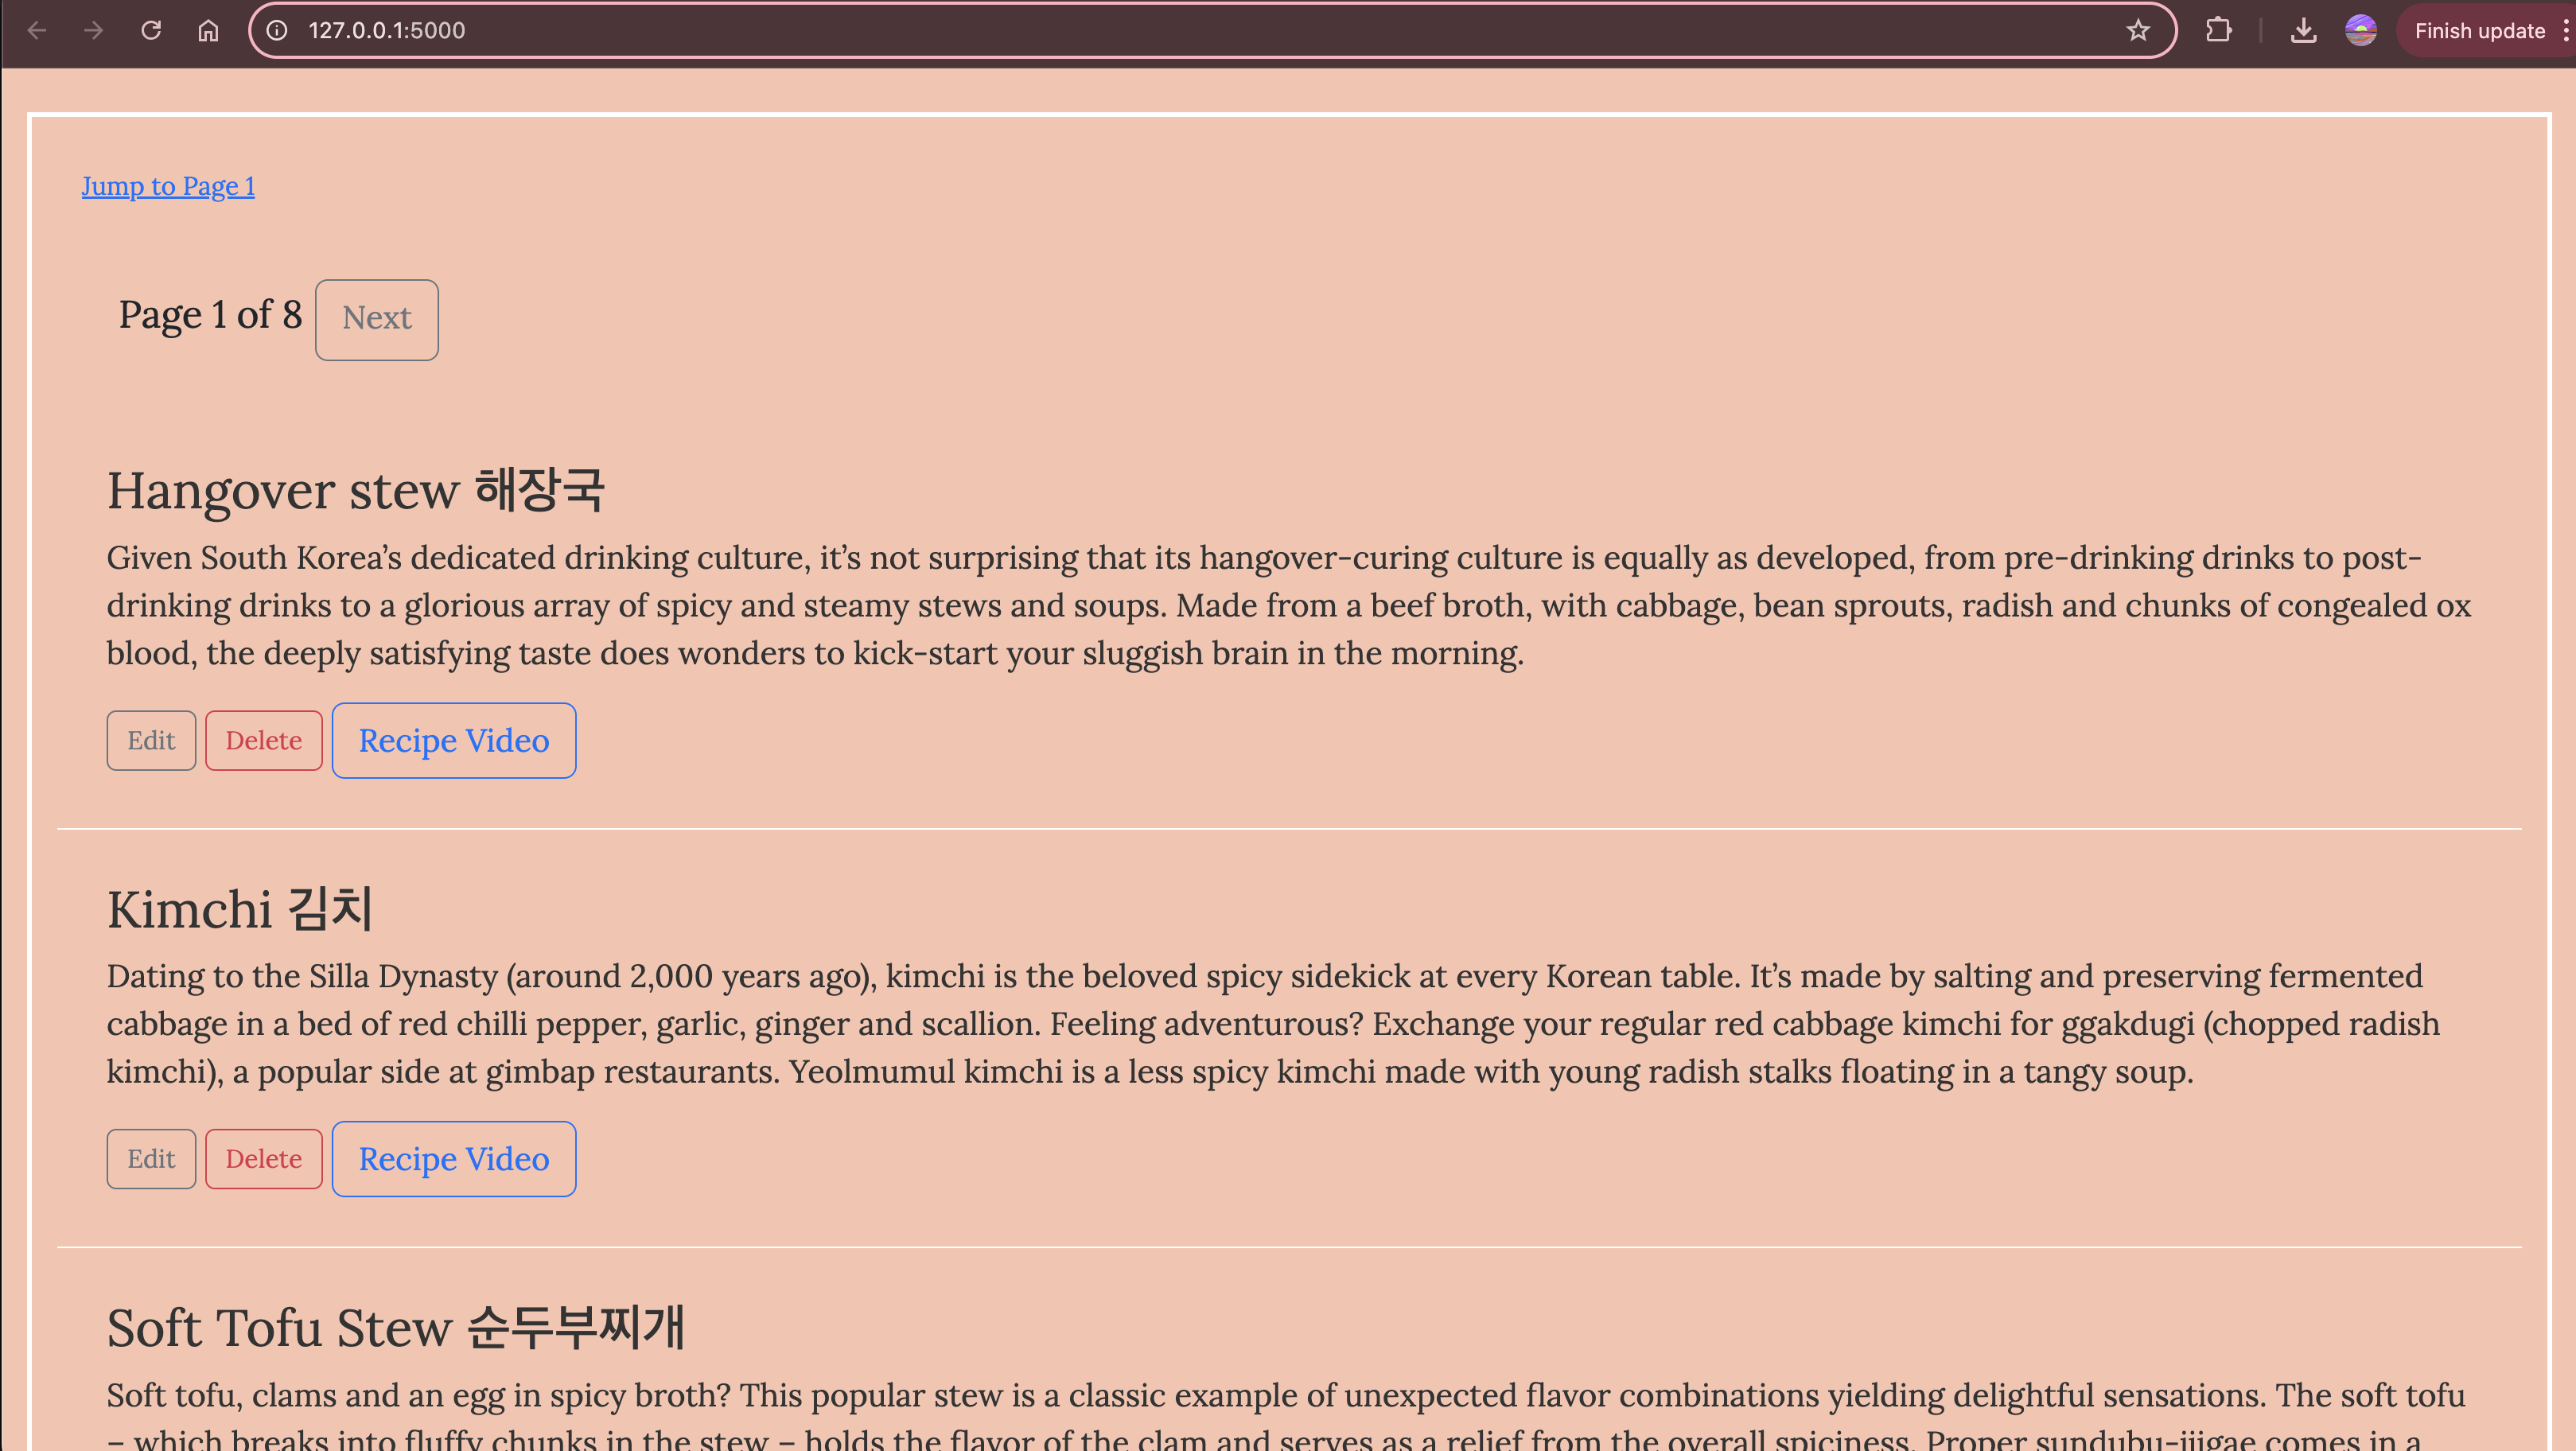 127.0.0.1:5000
Finish update
Jump to Page 1
Page 1 of 8 Next
Hangover stew 해장국
Given South Korea’s dedicated drinking culture, it’s not surprising that its hangover-curing culture is equally as developed, from pre-drinking drinks to post-
drinking drinks to a glorious array of spicy and steamy stews and soups. Made from a beef broth, with cabbage, bean sprouts, radish and chunks of congealed ox
blood, the deeply satisfying taste does wonders to kick-start your sluggish brain in the morning.
Edit Delete Recipe Video
Kimchi 김치
Dating to the Silla Dynasty (around 2,000 years ago), kimchi is the beloved spicy sidekick at every Korean table. It’s made by salting and preserving fermented
cabbage in a bed of red chilli pepper, garlic, ginger and scallion. Feeling adventurous? Exchange your regular red cabbage kimchi for ggakdugi (chopped radish
kimchi), a popular side at gimbap restaurants. Yeolmumul kimchi is a less spicy kimchi made with young radish stalks floating in a tangy soup.
Edit Delete Recipe Video
Soft Tofu Stew 순두부찌개
Soft tofu, clams and an egg in spicy broth? This popular stew is a classic example of unexpected flavor combinations yielding delightful sensations. The soft tofu
– which breaks into fluffy chunks in the stew – holds the flavor of the clam and serves as a relief from the overall spiciness. Proper sundubu-jjigae comes in a